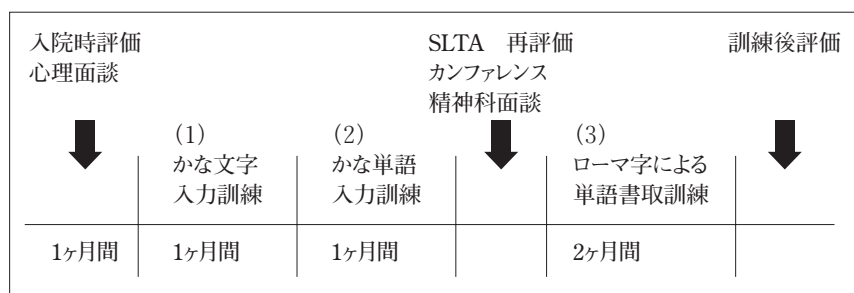 入院時評価
心理面談
SLTA 再評価
カンファレンス
精神科面談
訓練後評価
(1)
かな文字
入力訓練
(2)
かな単語
入力訓練
(3)
ローマ字による
単語書取訓練
1ヶ月間
1ヶ月間
1ヶ月間
2ヶ月間